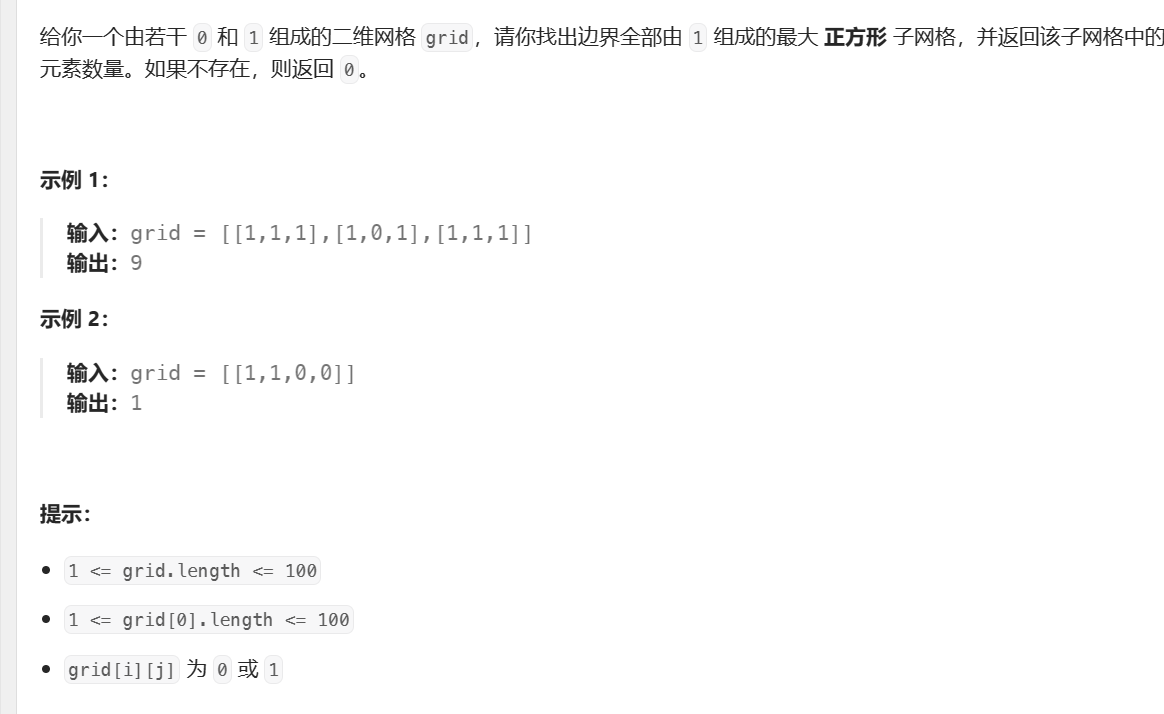 给你一个由若干 0 和 1 组成的二维网格 grid，请你找出边界全部由 1 组成的最大 正方形 子网格，并返回该子网格中的
元素数量。如果不存在，则返回 0。
示例 1：
输入：grid = [[1,1,1],[1,0,1],[1,1,1]]
输出：9
示例 2：
输入：grid = [[1,1,0,0]]
输出：1
提示：
• 1 <= grid.length <= 100
• 1 <= grid[0].length <= 100
• grid[i][j] 为 0 或 1